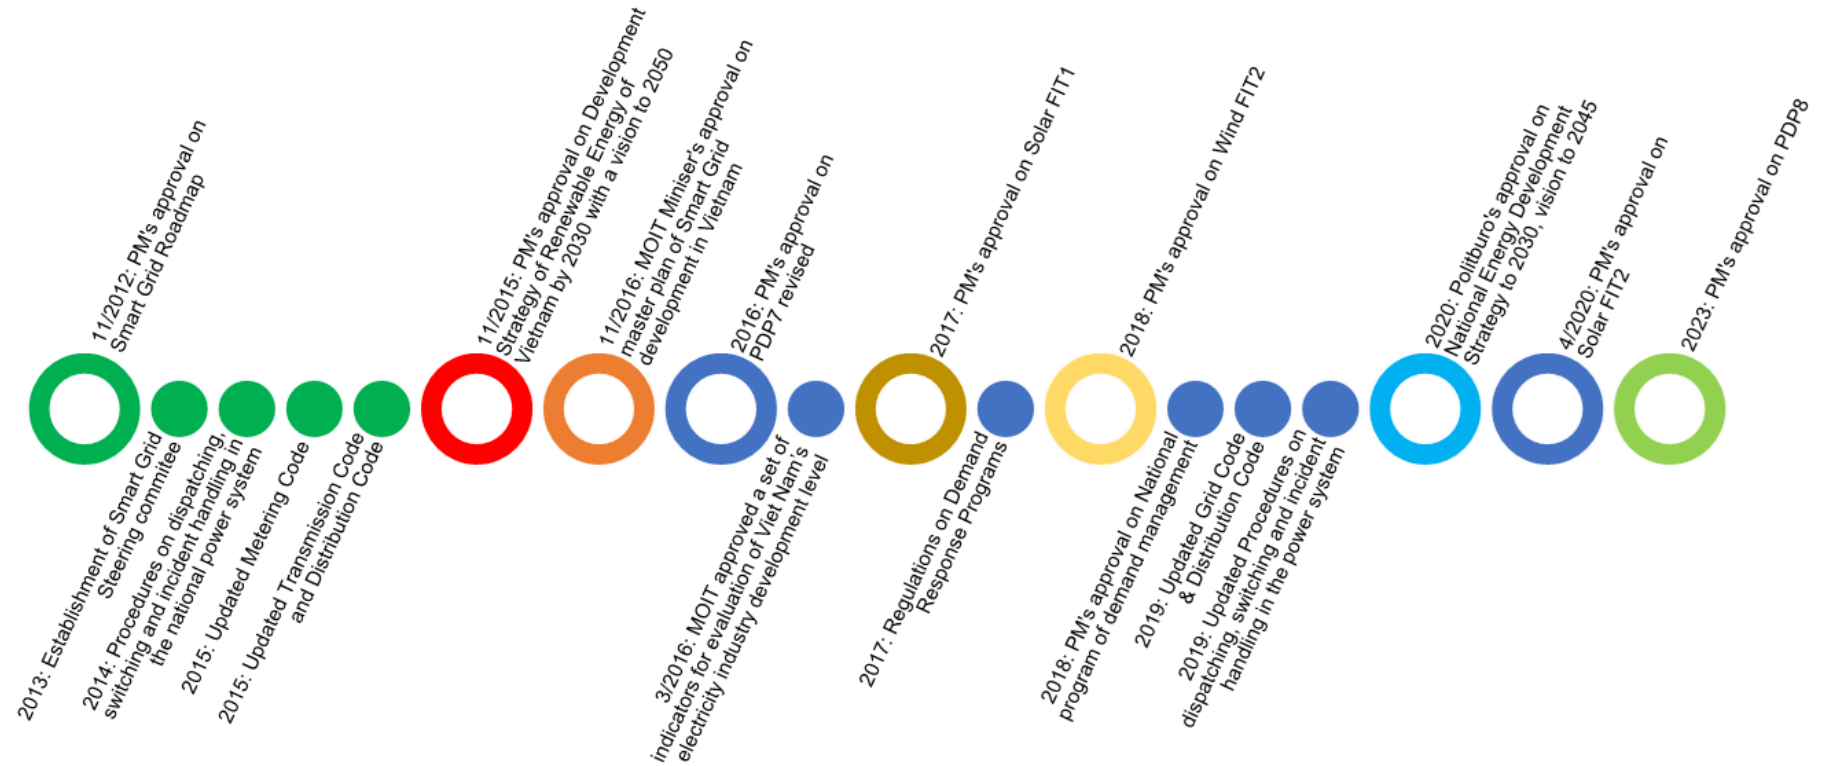 11/2012: PM's approval on
Smart Grid Roadmap
2013: Establishment of Smart Grid
Steering committee
2014: Procedures on dispatching,
switching and incident handling in
the national power system
2015: Updated Metering Code
2015: Updated Transmission Code
and Distribution Code
11/2015: PM's approval on Development
Strategy of Renewable Energy of
Vietnam by 2030 with a vision to 2050
11/2016: MOIT Miniser's approval on
master plan of Smart Grid
development in Vietnam
2016: PM's approval on
PDP7 revised
3/2016: MOIT approved a set of
indicators for evaluation of Viet Nam's
electricity industry development level
2017: PM's approval on Solar FIT1
2017: Regulations on Demand
Response Programs
2018: PM's approval on Wind FIT2
2018: PM's approval on National
program of demand management
2019: Updated Grid Code
& Distribution Code
2019: Updated Procedures on
dispatching, switching and incident
handling in the power system
2020: Politburo's approval on
National Energy Development
Strategy to 2030, vision to 2045
4/2020: PM's approval on
Solar FIT2
2023: PM's approval on PDP8